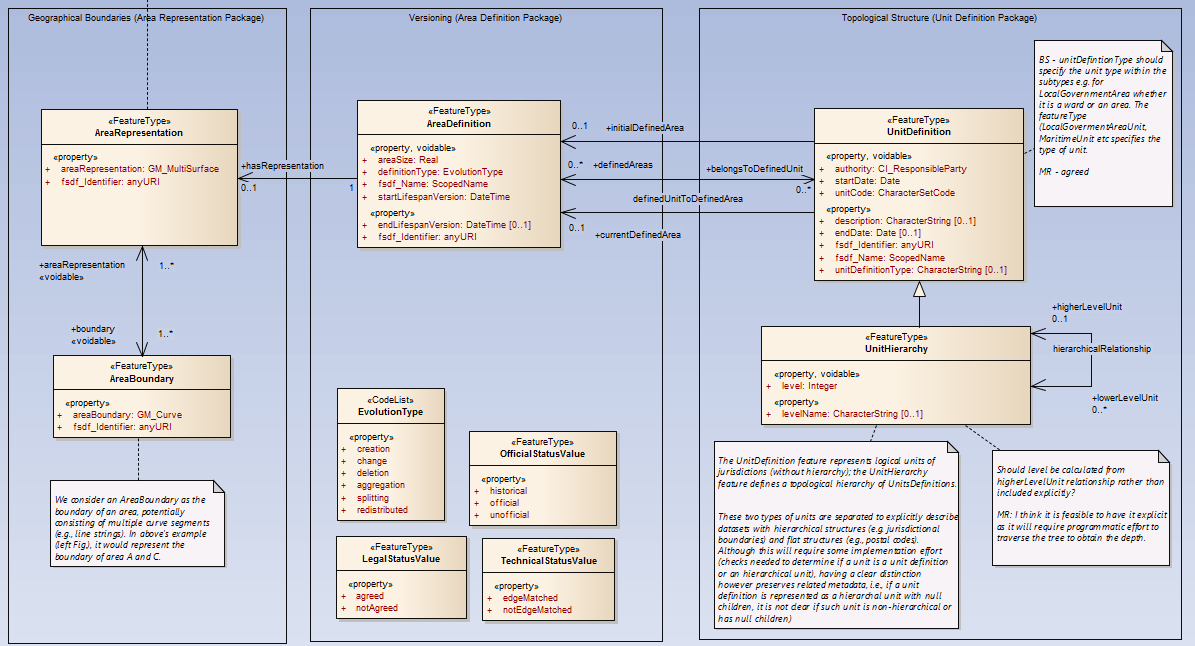 Geographical Boundaries (Area Representation Package)
«FeatureType»
AreaRepresentation
«property»
+ areaRepresentation: GM_MultiSurface
+ fsdf_Identifier: anyURI
+areaRepresentation
«voidable»
1..*
+boundary
«voidable»
1..*
«FeatureType»
AreaBoundary
«property»
+ areaBoundary: GM_Curve
+ fsdf_Identifier: anyURI
We consider an AreaBoundary as the
boundary of an area, potentially
consisting of multiple curve segments
(e.g., line strings). In above's example
(left Fig.), it would represent the
boundary of area A and C.
+hasRepresentation
0..1
1
Versioning (Area Definition Package)
«FeatureType»
AreaDefinition
«property, voidable»
+ areaSize: Real
+ definitionType: EvolutionType
+ fsdf_Name: ScopedName
+ startLifespanVersion: DateTime
«property»
+ endLifespanVersion: DateTime [0..1]
+ fsdf_Identifier: anyURI
0..1
+initialDefinedArea
0..*
+definedAreas
+belongsToDefinedUnit
0..*
definedUnitToDefinedArea
0..1
+currentDefinedArea
«CodeList»
EvolutionType
«property»
+ creation
+ change
+ deletion
+ aggregation
+ splitting
+ redistributed
«FeatureType»
OfficialStatusValue
«property»
+ historical
+ official
+ unofficial
«FeatureType»
LegalStatusValue
«property»
+ agreed
+ notAgreed
«FeatureType»
TechnicalStatusValue
«property»
+ edgeMatched
+ notEdgeMatched
Topological Structure (Unit Definition Package)
BS - unitDefintionType should
specify the unit type within the
subtypes e.g. for
LocalGovernmentArea whether
it is a ward or an area. The
featureType
(LocalGovermentAreaUnit,
MaritimeUnit etc specifies the
type of unit.
MR - agreed
«FeatureType»
UnitDefinition
«property, voidable»
+ authority: CI_ResponsibleParty
+ startDate: Date
+ unitCode: CharacterSetCode
«property»
+ description: CharacterString [0..1]
+ endDate: Date [0..1]
+ fsdf_Identifier: anyURI
+ fsdf_Name: ScopedName
+ unitDefinitionType: CharacterString [0..1]
«FeatureType»
UnitHierarchy
«property, voidable»
+ level: Integer
«property»
+ levelName: CharacterString [0..1]
+higherLevelUnit
0..1
hierarchicalRelationship
+lowerLevelUnit
0..*
The UnitDefinition feature represents logical units of
jurisdictions (without hierarchy); the UnitHierarchy
feature defines a topological hierarchy of UnitsDefinitions.
These two types of units are separated to explicitly describe
datasets with hierarchical structures (e.g. jurisdictional
boundaries) and flat structures (e.g., postal codes).
Although this will require some implementation effort
(checks needed to determine if a unit is a unit definition
or an hierarchical unit), having a clear distinction
however preserves related metadata, i.e., if a unit
definition is represented as a hierarchal unit with null
children, it is not clear if such unit is non-hierarchical or
has null children)
Should level be calculated from
higherLevelUnit relationship rather than
included explicity?
MR: I think it is feasible to have it explicit
as it will require programmatic effort to
traverse the tree to obtain the depth.